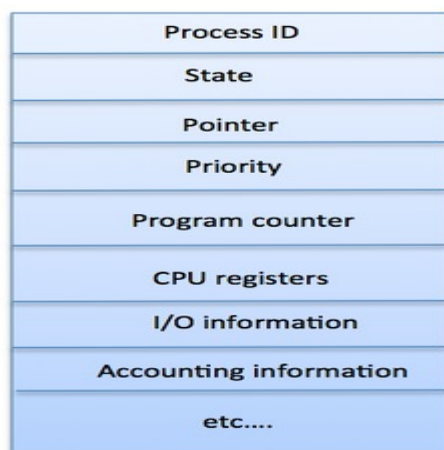 Process ID
State
Pointer
Priority
Program counter
CPU registers
I/O information
Accounting information
etc....